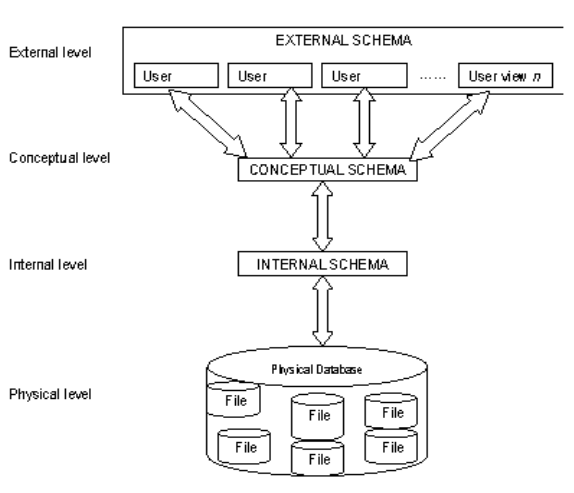 EXTERNAL SCHEMA
External level
User
User
User
......
User view n
Conceptual level
CONCEPTUAL SCHEMA
Internal level
INTERNAL SCHEMA
Physical Database
Physical level
File
File
File
File
File
File